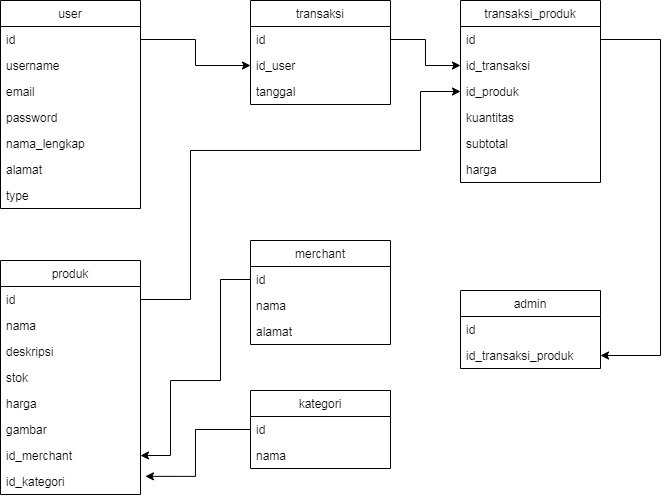 user
id
username
email
password
nama_lengkap
alamat
type
transaksi
id
id_user
tanggal
transaksi_produk
id
id_transaksi
id_produk
kuantitas
subtotal
harga
produk
id
nama
deskripsi
stok
harga
gambar
id_merchant
id_kategori
merchant
id
nama
alamat
kategori
id
nama
admin
id
id_transaksi_produk